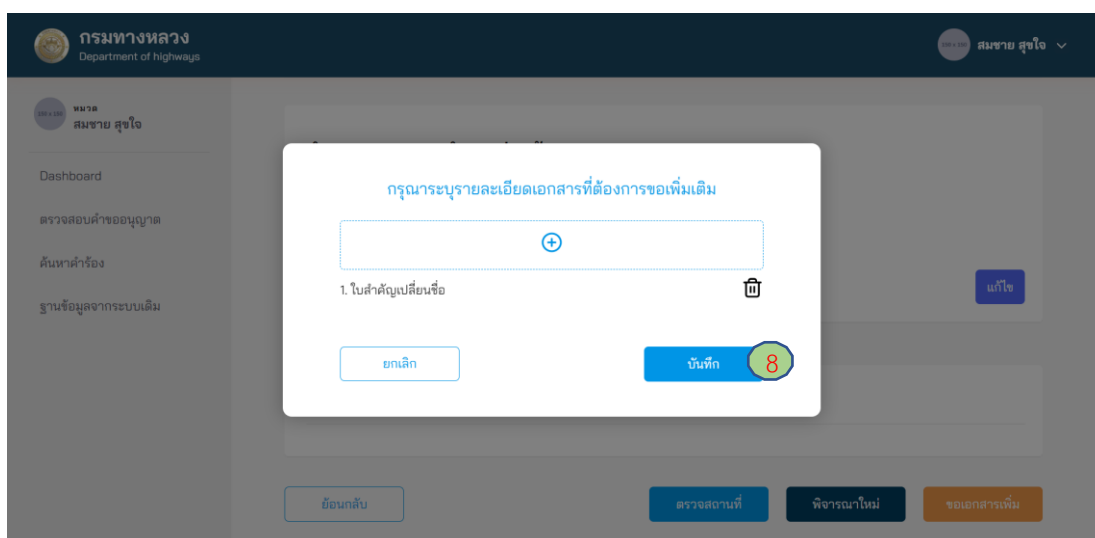 กรมทางหลวง
Department of highways
สมชาย สุขใจ
หมวด
สมชาย สุขใจ
Dashboard
ตรวจสอบคำขออนุญาต
ค้นหาคำร้อง
ฐานข้อมูลจากระบบเดิม
กรุณาระบุรายละเอียดเอกสารที่ต้องการขอเพิ่มเติม
1. ใบสำคัญเปลี่ยนชื่อ
แก้ไข
ยกเลิก
บันทึก
8
ย้อนกลับ
ตรวจสถานที่
พิจารณาใหม่
ขอเอกสารเพิ่ม